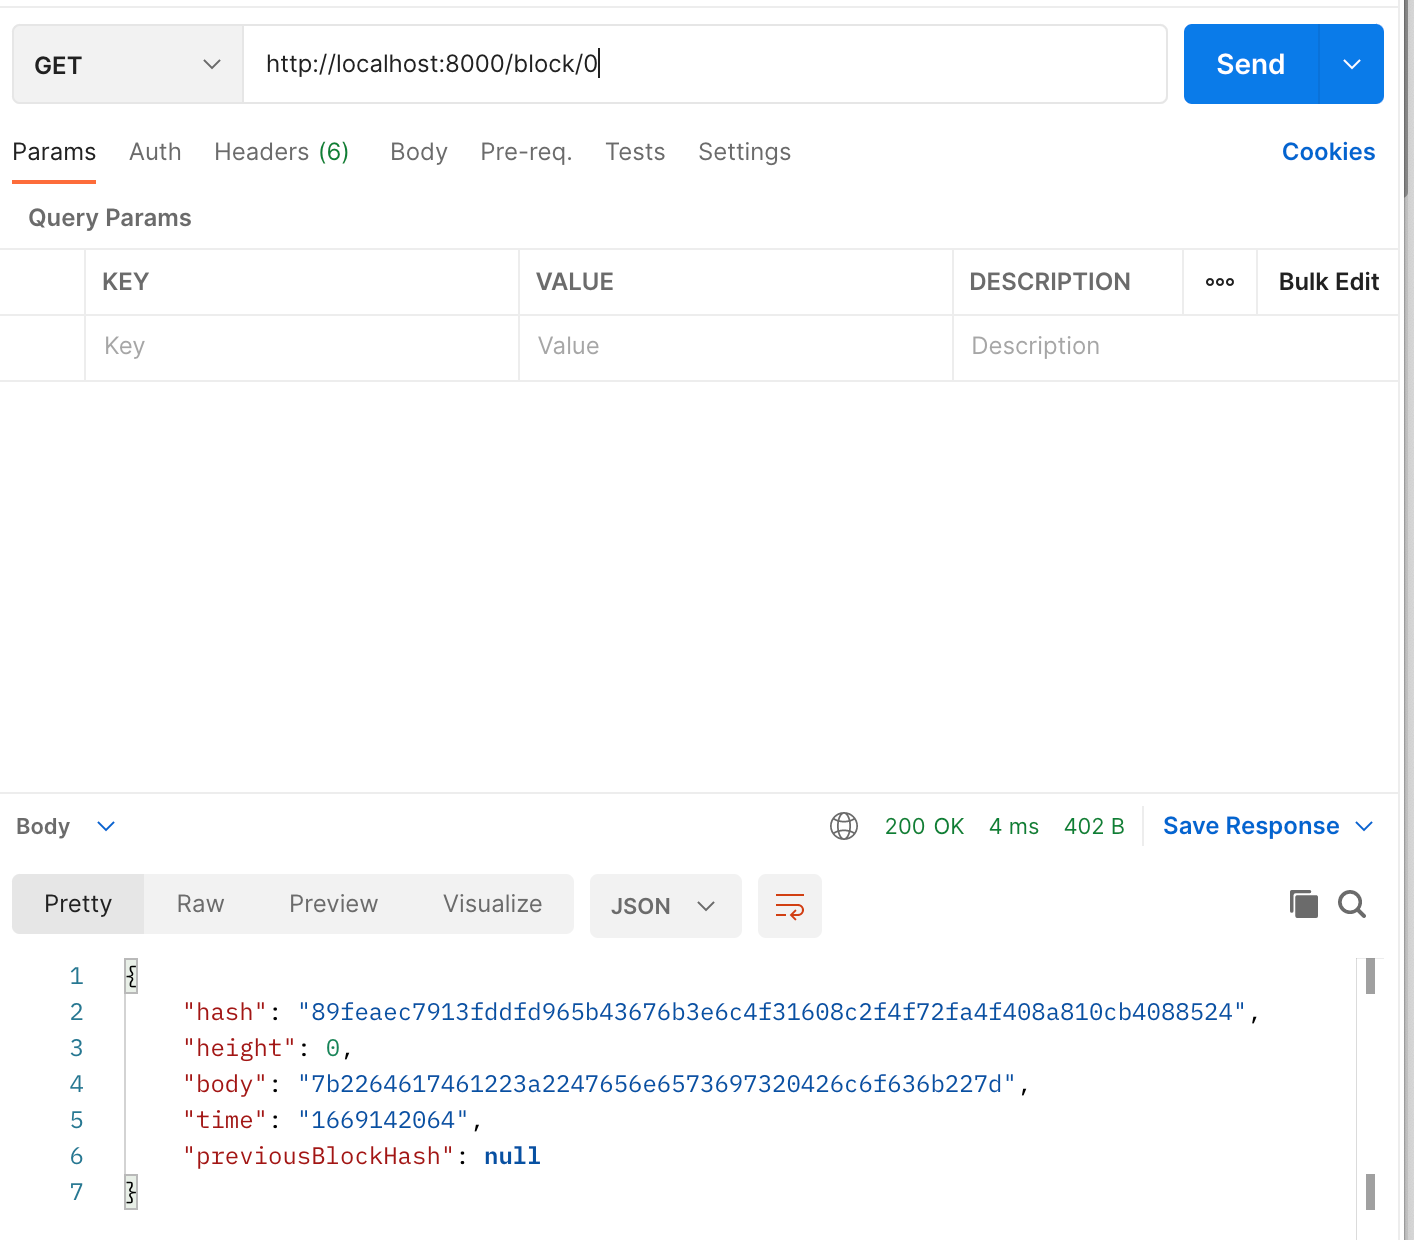 GET http://localhost:8000/block/0 Send
Params Auth Headers (6) Body Pre-req. Tests Settings Cookies
Query Params
KEY VALUE DESCRIPTION ooo Bulk Edit
Key Value Description
Body 200 OK 4 ms 402 B Save Response
Pretty Raw Preview Visualize JSON
1 {
2 "hash": "89feaec7913fddfd965b43676b3e6c4f31608c2f4f72fa4f408a810cb4088524",
3 "height": 0,
4 "body": "7b2264617461223a2247656e6573697320426c6f636b227d",
5 "time": "1669142064",
6 "previousBlockHash": null
7 }